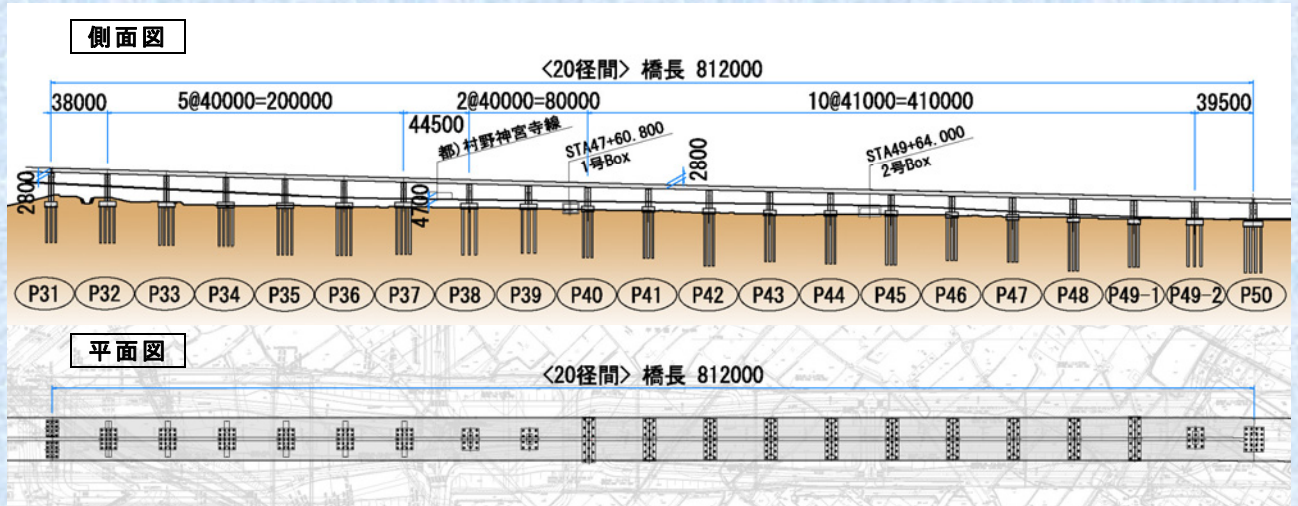 側面図
<20径間> 橋長 812000
38000 5@40000=200000 44500 2@40000=80000 10@41000=410000 39500
都)村野神宮寺線
STA47+60.800
1号Box
2800
STA49+64.000
2号Box
2800
4700
P31 P32 P33 P34 P35 P36 P37 P38 P39 P40 P41 P42 P43 P44 P45 P46 P47 P48 P49-1 P49-2 P50
平面図
<20径間> 橋長 812000